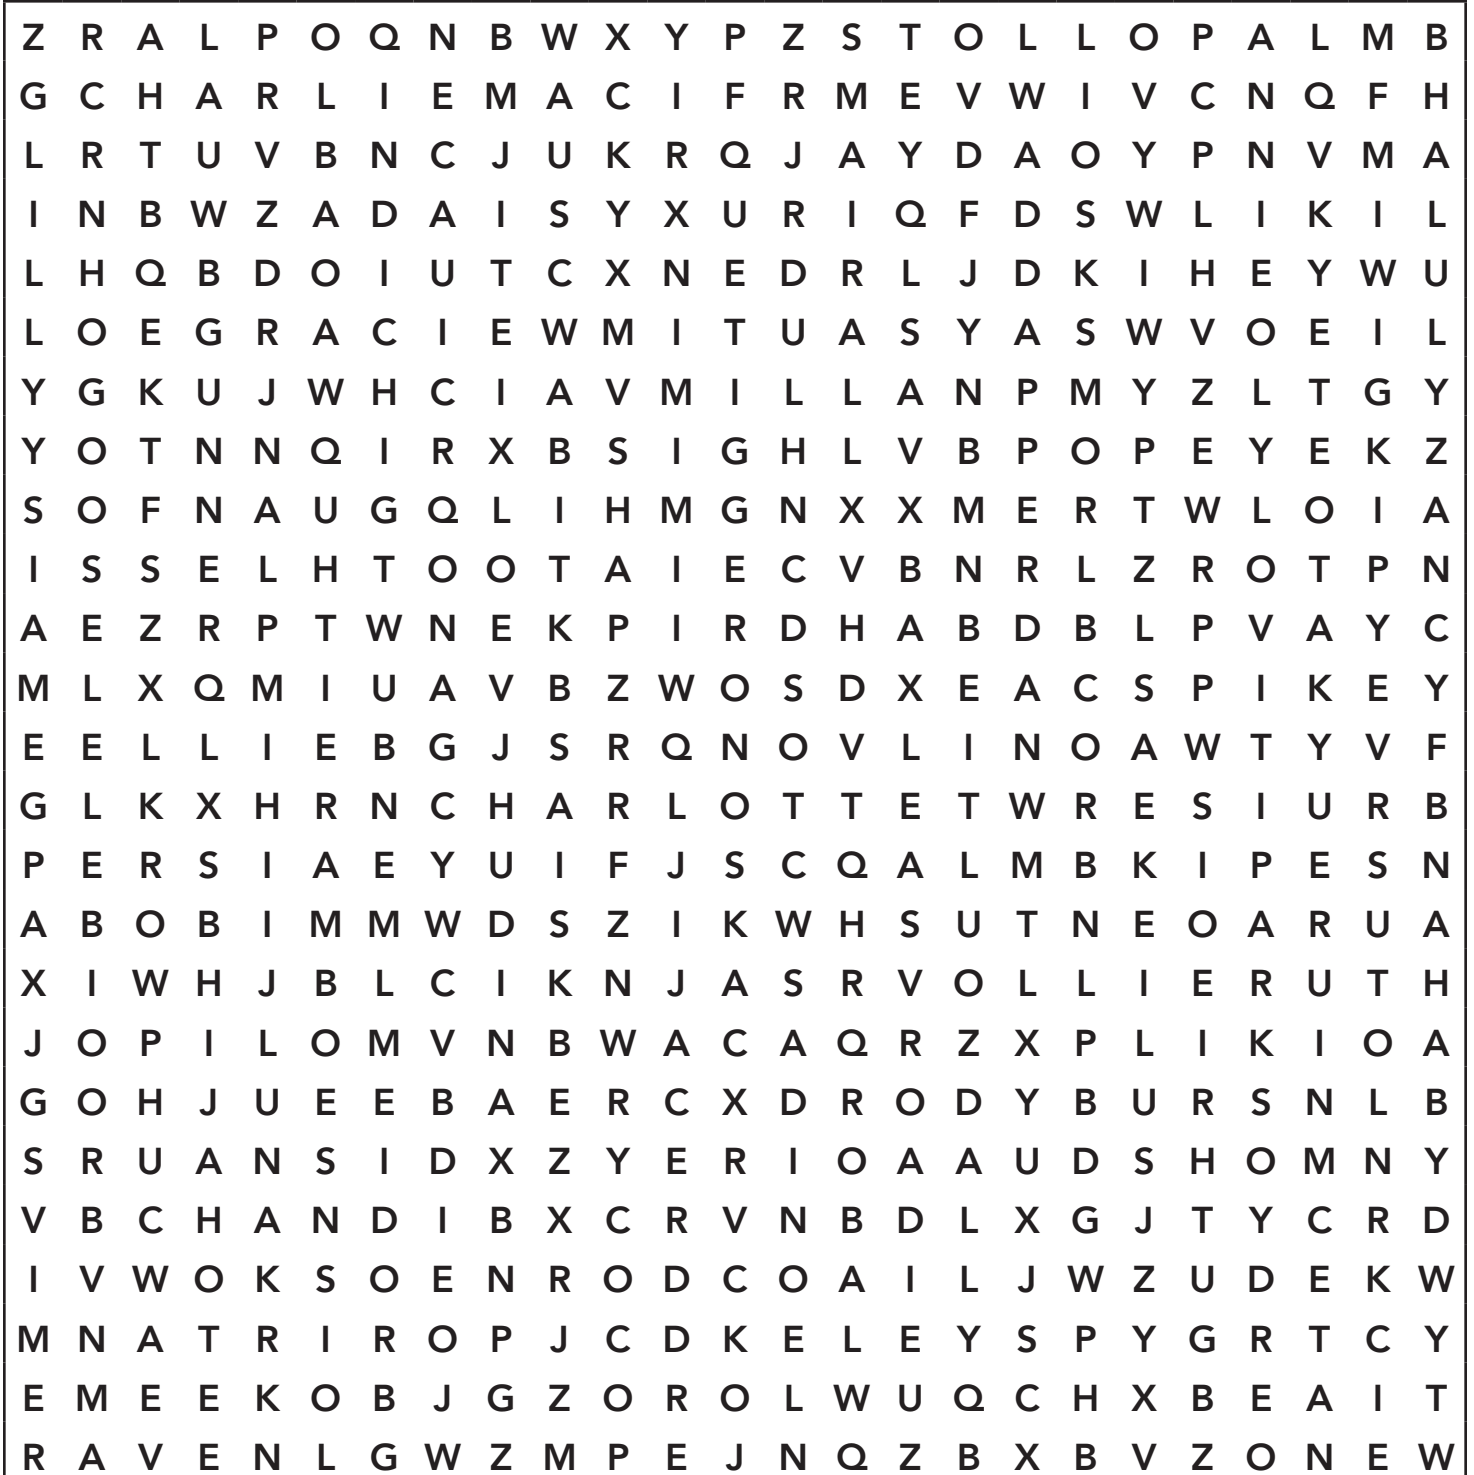 Z R A L P O Q N B W X Y P Z S T O L L O P A L M B
G C H A R L I E M A C I F R M E V W I V C N Q F H
L R T U V B N C J U K R Q J A Y D A O Y P N V M A
I N B W Z A D A I S Y X U R I Q F D S W L I K I L
L H Q B D O I U T C X N E D R L J D K I H E Y W U
L O E G R A C I E W M I T U A S Y A S W V O E I L
Y G K U J W H C I A V M I L L A N P M Y Z L T G Y
Y O T N N Q I R X B S I G H L V B P O P E Y E K Z
S O F N A U G Q L I H M G N X X M E R T W L O I A
I S S E L H T O O T A I E C V B N R L Z R O T P N
A E Z R P T W N E K P I R D H A B D B L P V A Y C
M L X Q M I U A V B Z W O S D X E A C S P I K E Y
E E L L I E B G J S R Q N O V L I N O A W T Y V F
G L K X H R N C H A R L O T T E T W R E S I U R B
P E R S I A E Y U I F J S C Q A L M B K I P E S N
A B O B I M M W D S Z I K W H S U T N E O A R U A
X I W H J B L C I K N J A S R V O L L I E R U T H
J O P I L O M V N B W A C A Q R Z X P L I K I O A
G O H J U E E B A E R C X D R O D Y B U R S N L B
S R U A N S I D X Z Y E R I O A A U D S H O M N Y
V B C H A N D I B X C R V N B D L X G J T Y C R D
I V W O K S O E N R O D C O A I L J W Z U D E K W
M N A T R I R O P J C D K E L E Y S P Y G R T C Y
E M E E K O B J G Z O R O L W U Q C H X B E A I T
R A V E N L G W Z M P E J N Q Z B X B V Z O N E W